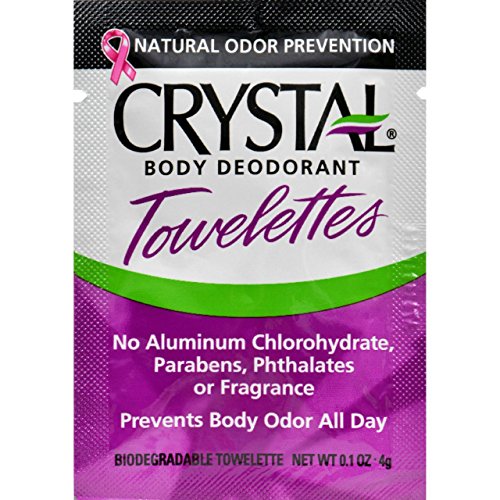 NATURAL ODOR PREVENTION
CRYSTAL®
BODY DEODORANT
Towelettes
No Aluminum Chlorohydrate,
Parabens, Phthalates
or Fragrance
Prevents Body Odor All Day
BIODEGRADABLE TOWELETTE NET WT 0.1 OZ - 4g